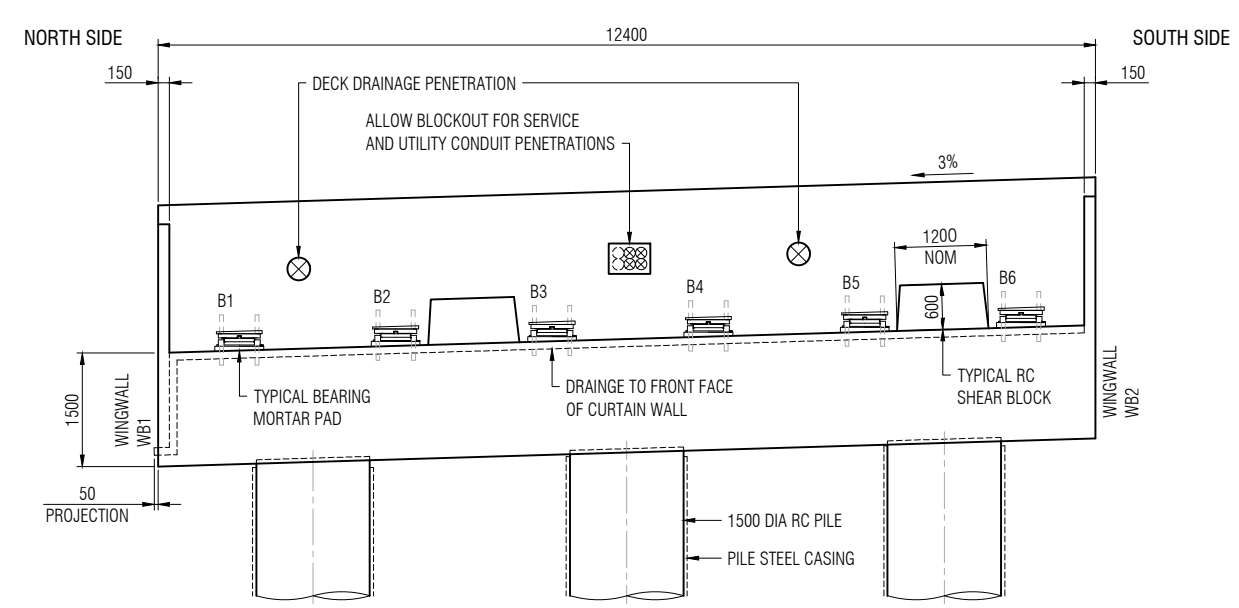 NORTH SIDE
12400
SOUTH SIDE
150
150
DECK DRAINAGE PENETRATION
ALLOW BLOCKOUT FOR SERVICE
AND UTILITY CONDUIT PENETRATIONS
3%
1200
NOM
B1
B2
B3
B4
B5
B6
600
TYPICAL BEARING
MORTAR PAD
DRAINGE TO FRONT FACE
OF CURTAIN WALL
TYPICAL RC
SHEAR BLOCK
1500
WINGWALL
WB1
WINGWALL
WB2
50
PROJECTION
1500 DIA RC PILE
PILE STEEL CASING